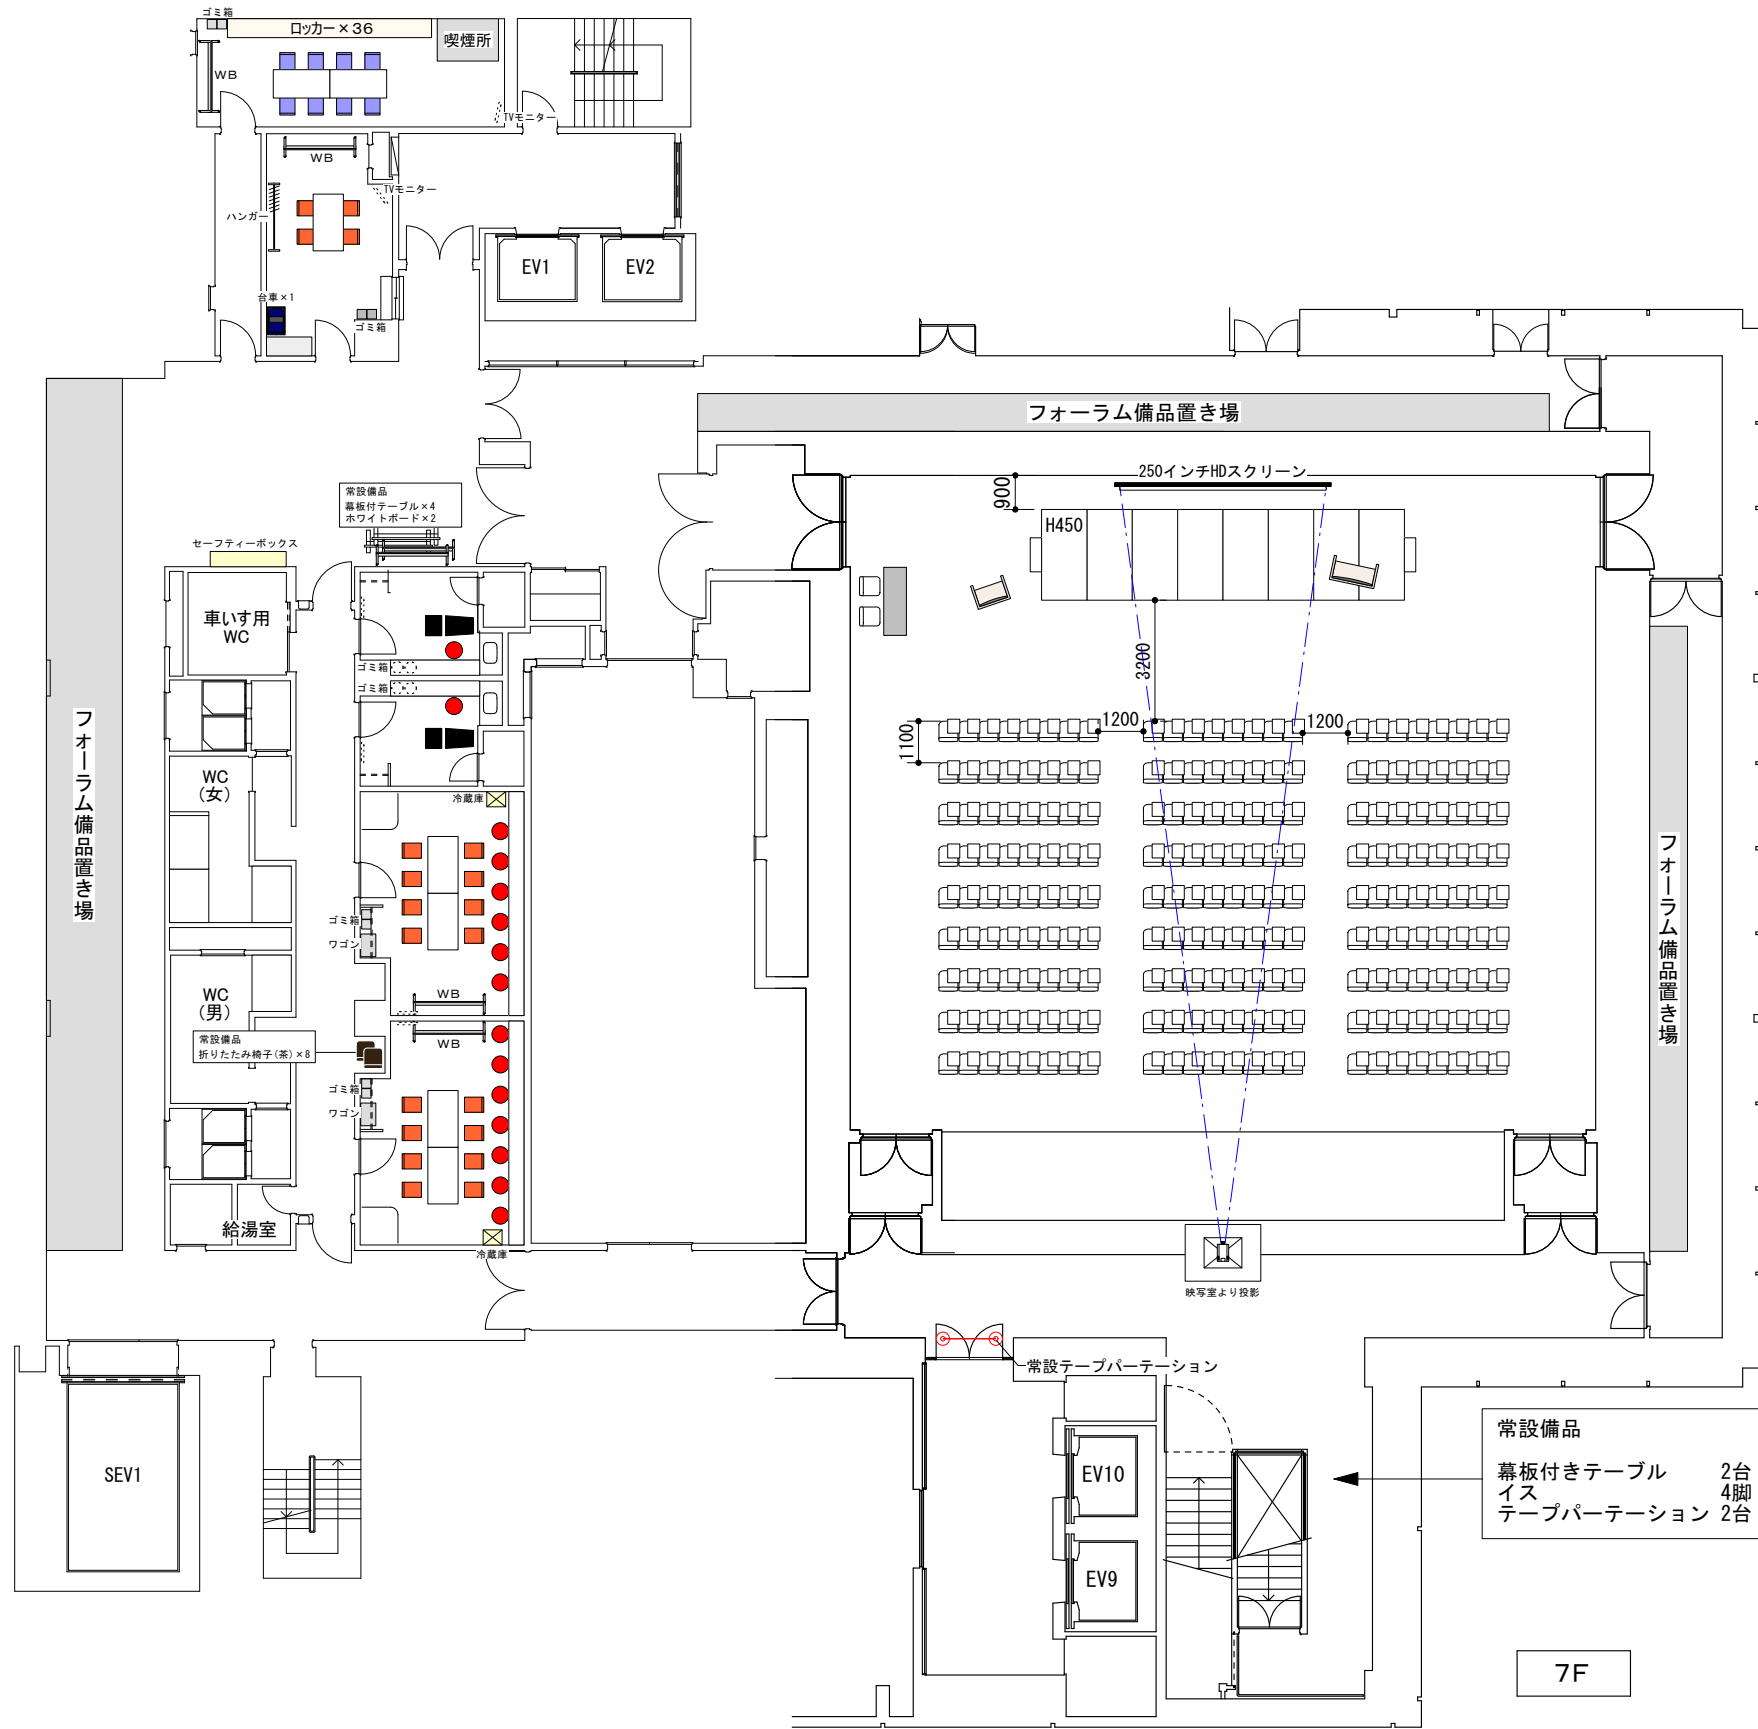 ゴミ箱
ロッカー×36
喫煙所
WB
TVモニター
WB
TVモニター
ハンガー
EV1
EV2
台車×1
ゴミ箱
フォーラム備品置き場
250インチHDスクリーン
900
H450
常設備品
幕板付テーブル×4
ホワイトボード×2
セーフティーボックス
車いす用
WC
ゴミ箱
ゴミ箱
3200
1200
1200
1100
フォーラム備品置き場
WC
(女)
冷蔵庫
フォーラム備品置き場
ゴミ箱
ワゴン
WB
WC
(男)
WB
常設備品
折りたたみ椅子(茶)×8
ゴミ箱
ワゴン
給湯室
冷蔵庫
映写室より投影
常設テープパーテーション
SEV1
EV10
EV9
常設備品
幕板付きテーブル 2台
イス 4脚
テープパーテーション 2台
7F